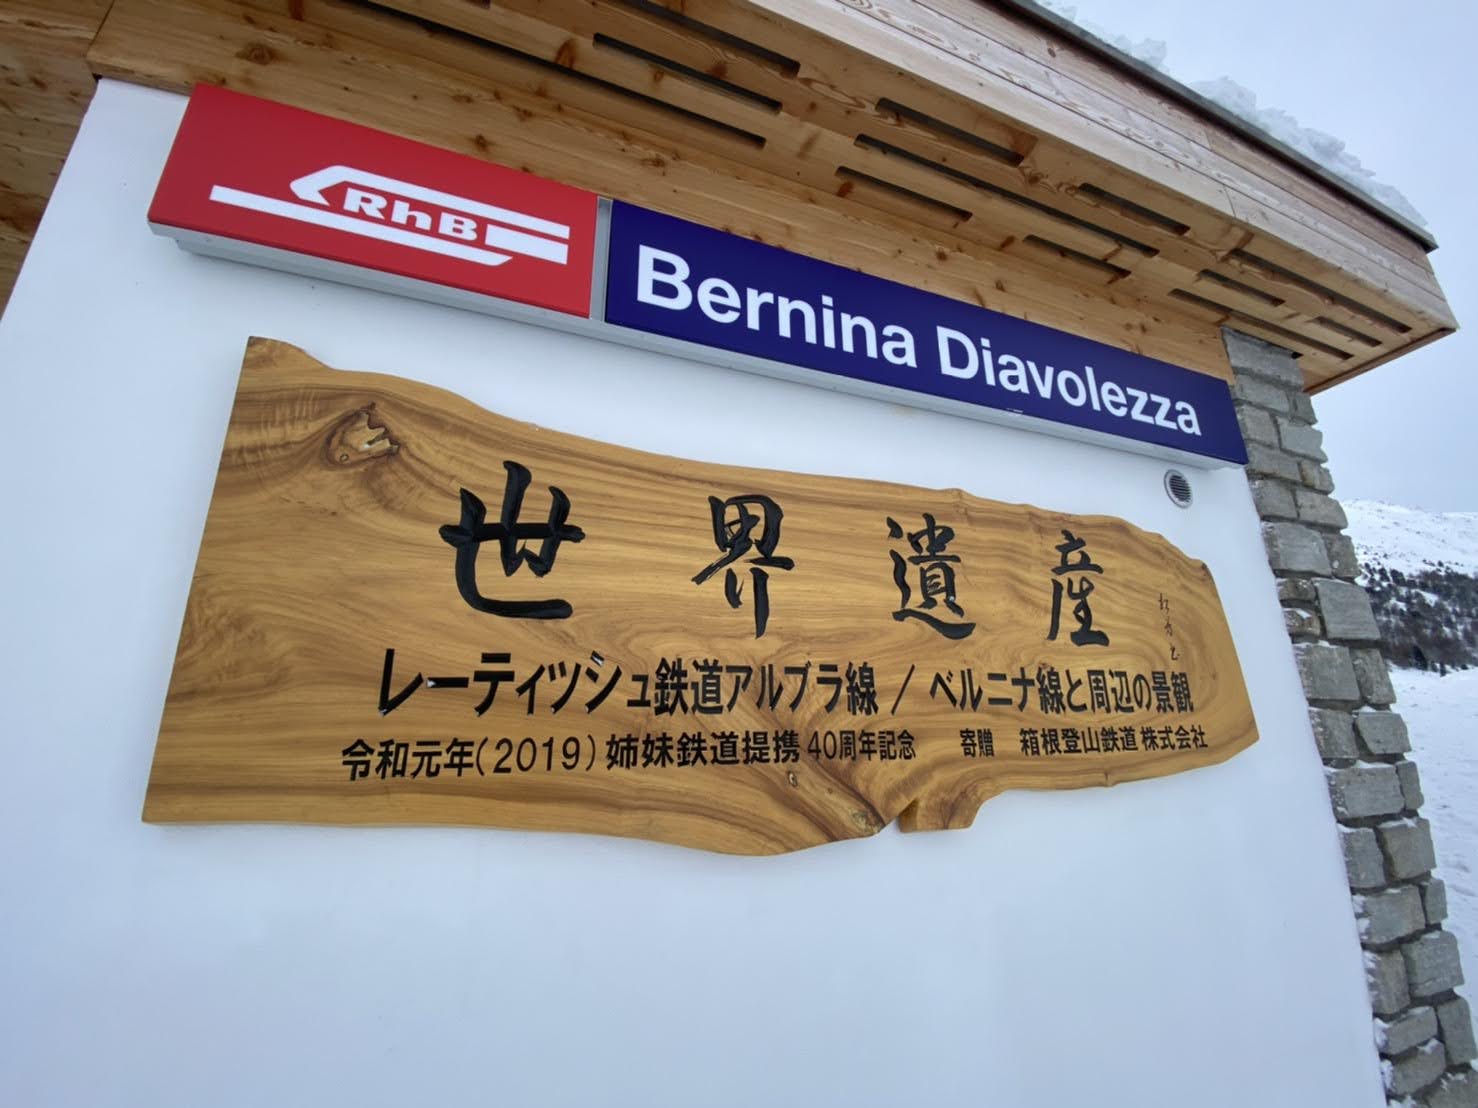 RhB
Bernina Diavolezza
世界遺産
レーティッシュ鉄道アルブラ線 / ベルニナ線と周辺の景観
令和元年(2019)姉妹鉄道提携40周年記念 寄贈 箱根登山鉄道株式会社